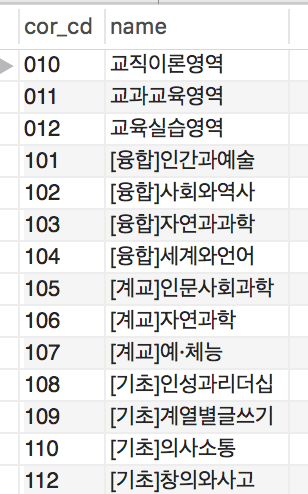 cor_cd name
010 교직이론영역
011 교과교육영역
012 교육실습영역
101 [융합]인간과예술
102 [융합]사회와역사
103 [융합]자연과과학
104 [융합]세계와언어
105 [계교]인문사회과학
106 [계교]자연과학
107 [계교]예·체능
108 [기초]인성과리더십
109 [기초]계열별글쓰기
110 [기초]의사소통
112 [기초]창의와사고